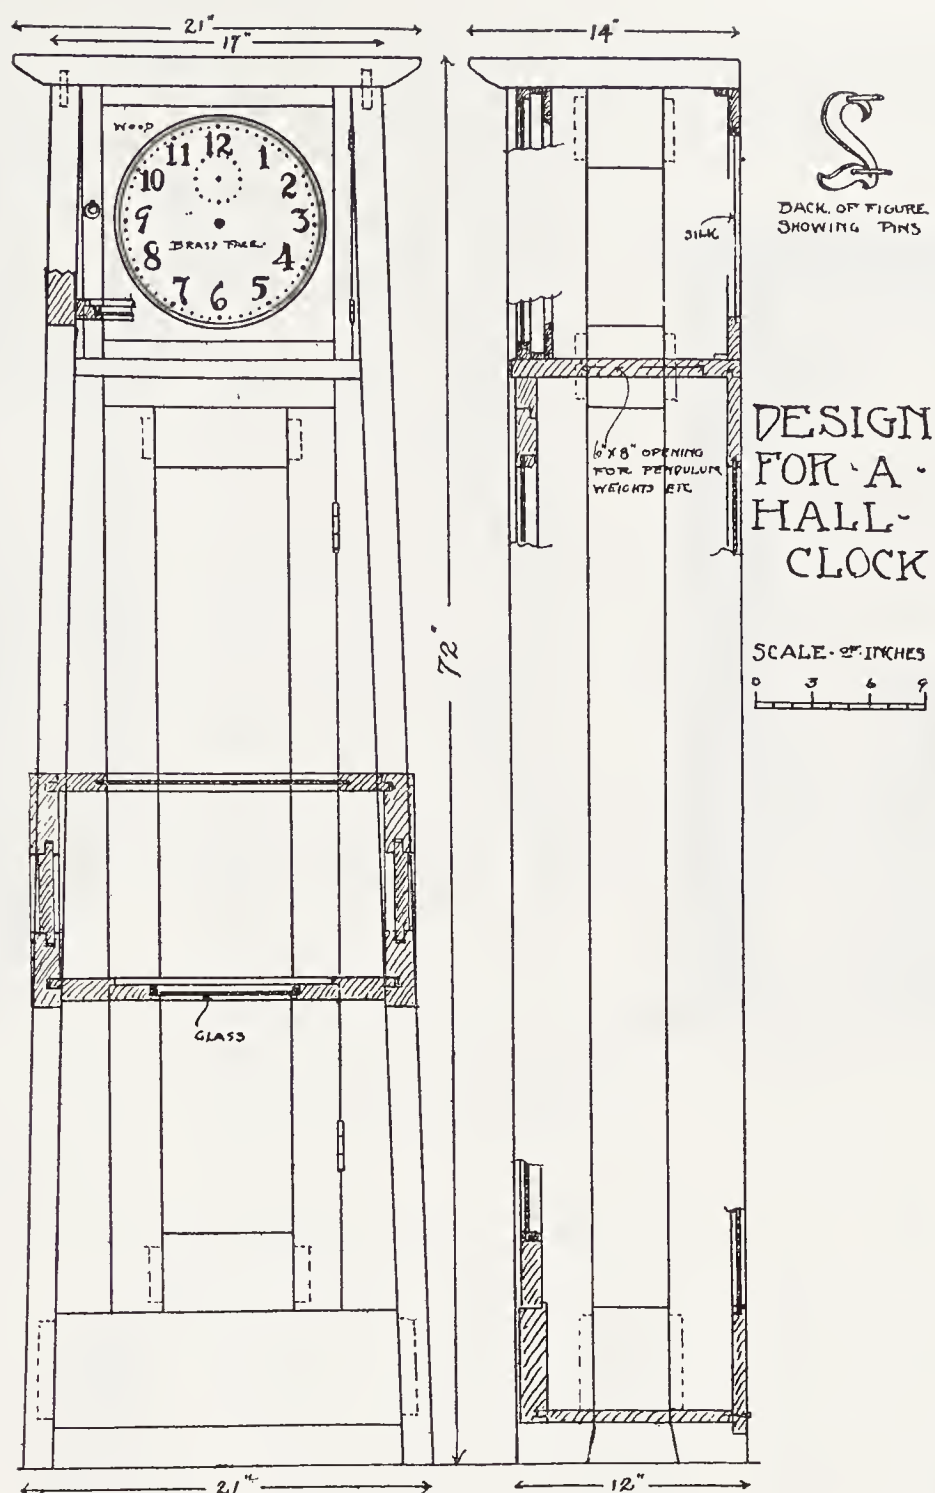 21"
17"
14"
WOOD
12
11
1
10
2
9
3
BRASS FACE
8
4
7
5
6
SILK
BACK OF FIGURE
SHOWING PINS
6"X8" OPENING
FOR PENDULUM
WEIGHTS ETC
DESIGN
FOR · A ·
HALL-
CLOCK
72"
SCALE · OF · INCHES
0 3 6 9
GLASS
21"
12"